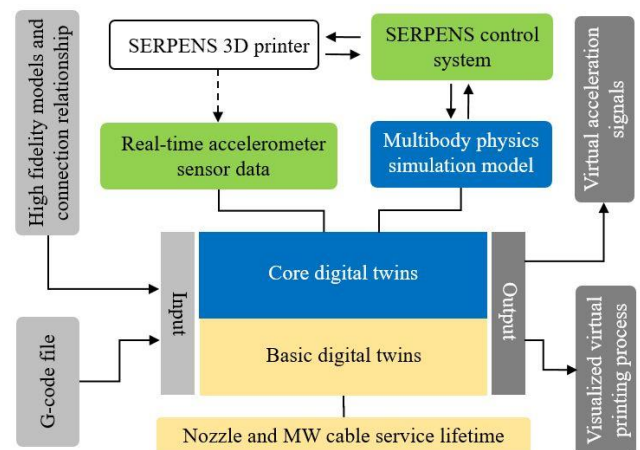 SERPENS 3D printer
SERPENS control
system
High fidelity models and
connection relationship
Real-time accelerometer
sensor data
Multibody physics
simulation model
Virtual acceleration
signals
Input
Core digital twins
Output
G-code file
Basic digital twins
Visualized virtual
printing process
Nozzle and MW cable service lifetime